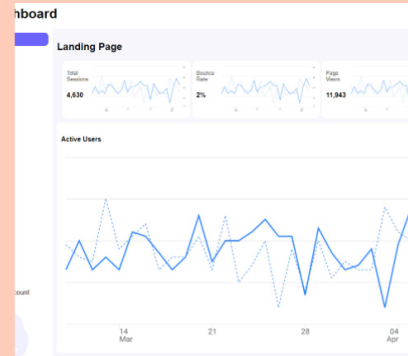 hboard
Landing Page
Total
Sessions
4,630
Bounce
Rate
2%
Page
Views
11,943
Active Users
ount
14
Mar
21
28
04
Apr